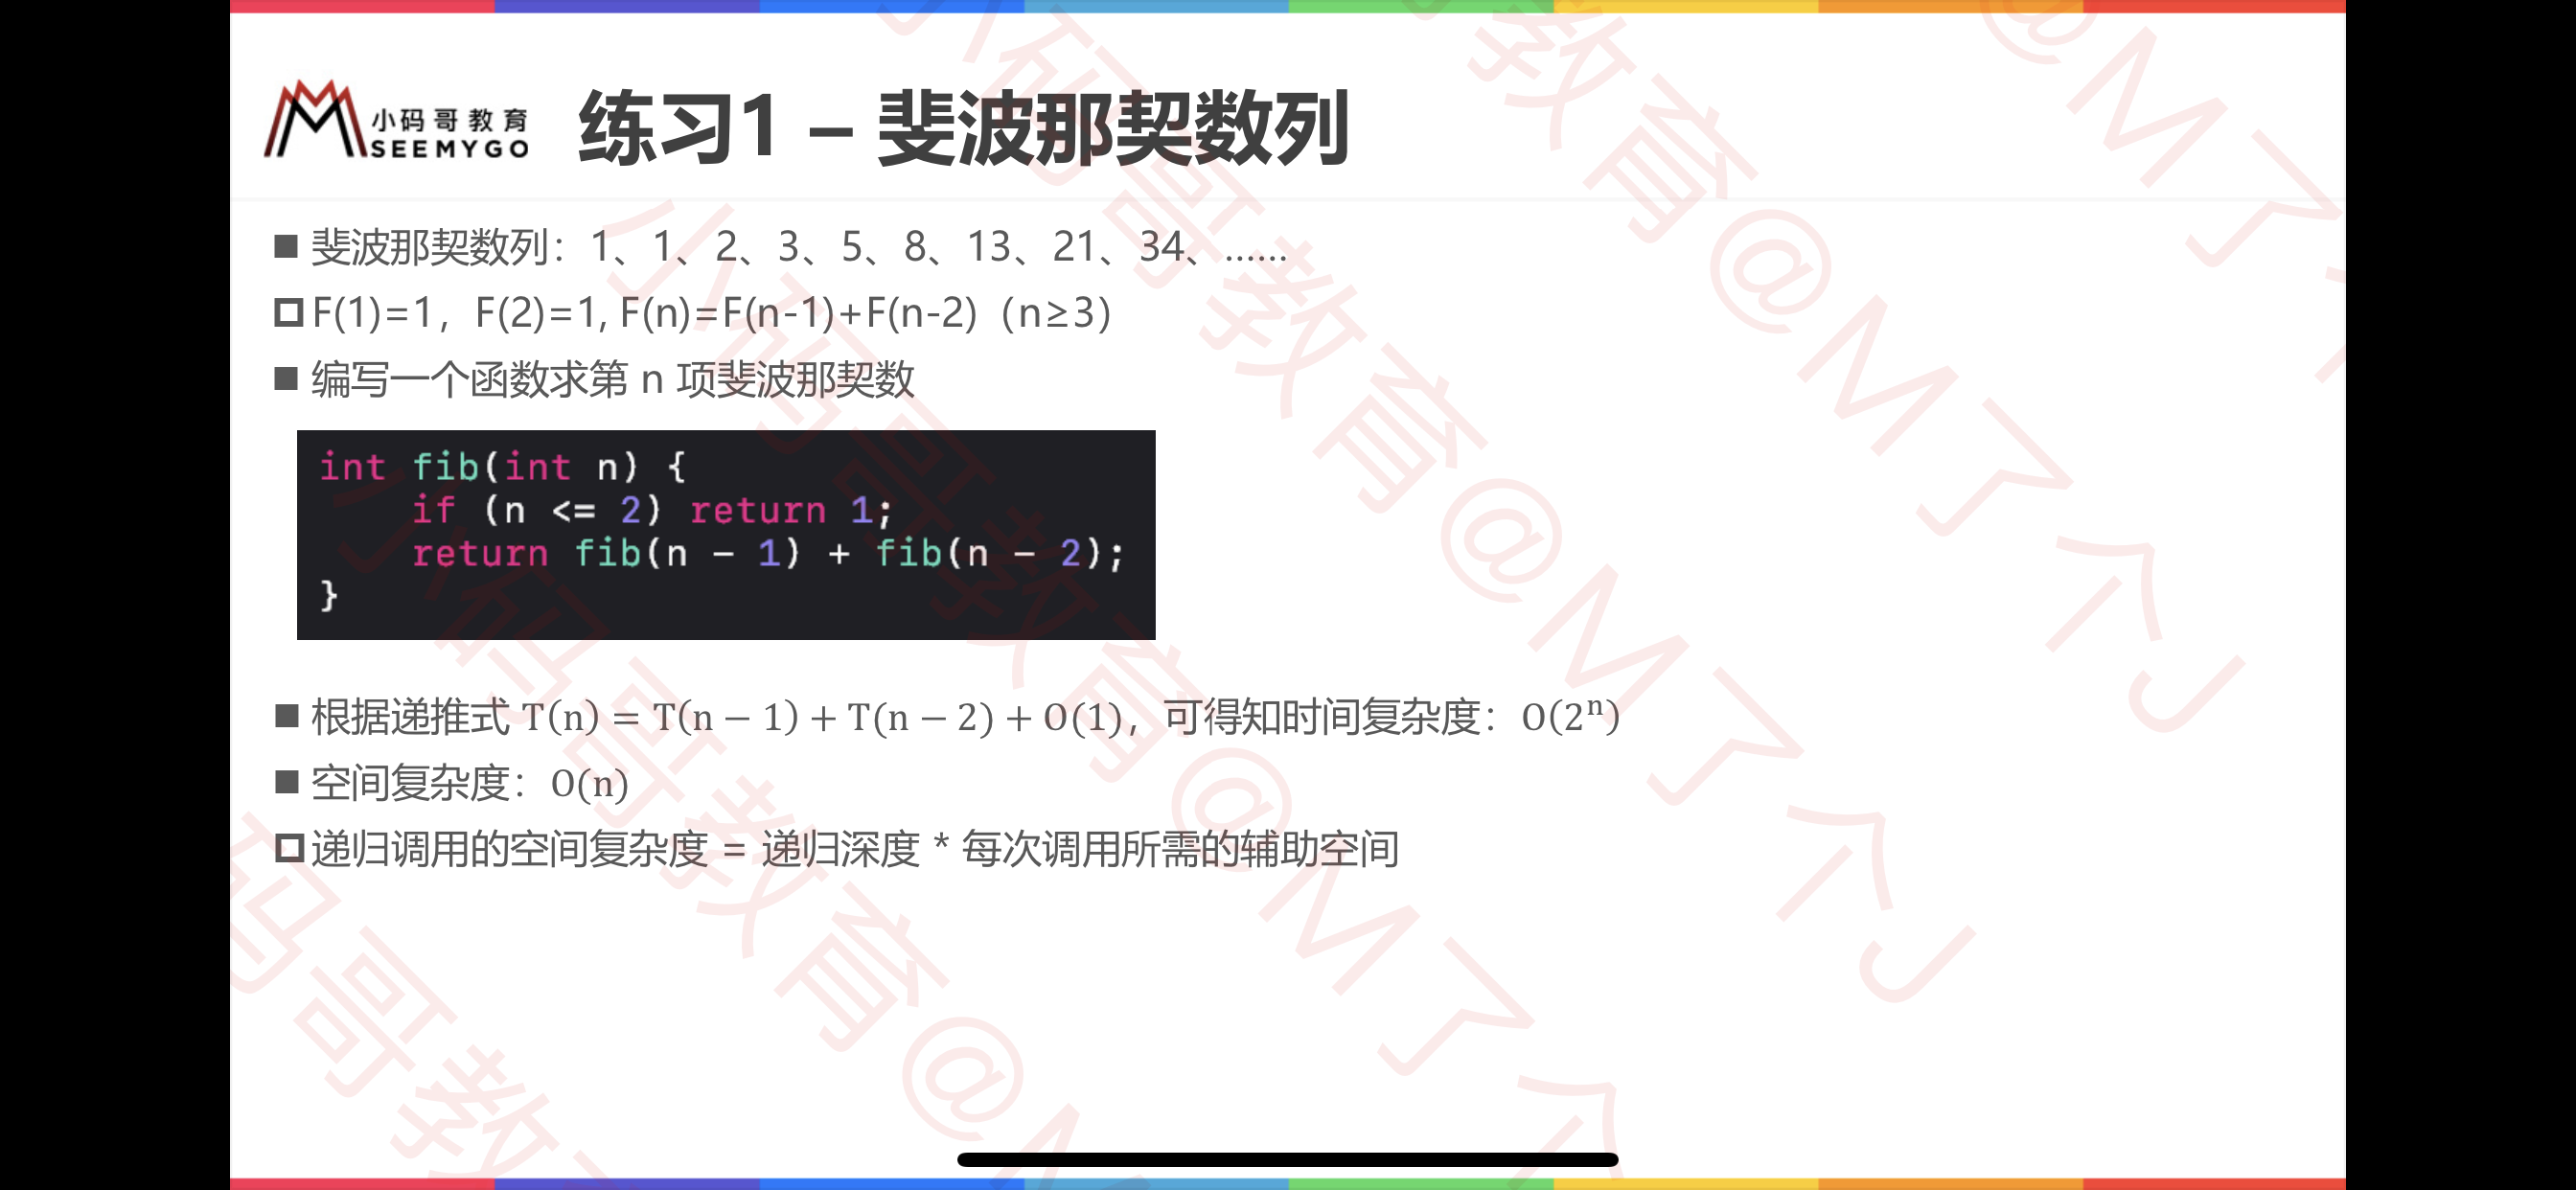 小码哥教育
SEEMYGO
练习1 – 斐波那契数列
斐波那契数列：1、1、2、3、5、8、13、21、34、……
F(1)=1，F(2)=1, F(n)=F(n-1)+F(n-2)（n≥3）
编写一个函数求第 n 项斐波那契数
int fib(int n) {
    if (n <= 2) return 1;
    return fib(n - 1) + fib(n - 2);
}
根据递推式 T(n) = T(n − 1) + T(n − 2) + O(1)，可得知时间复杂度：O(2ⁿ)
空间复杂度：O(n)
递归调用的空间复杂度 = 递归深度 * 每次调用所需的辅助空间
小码哥教育@M了个J